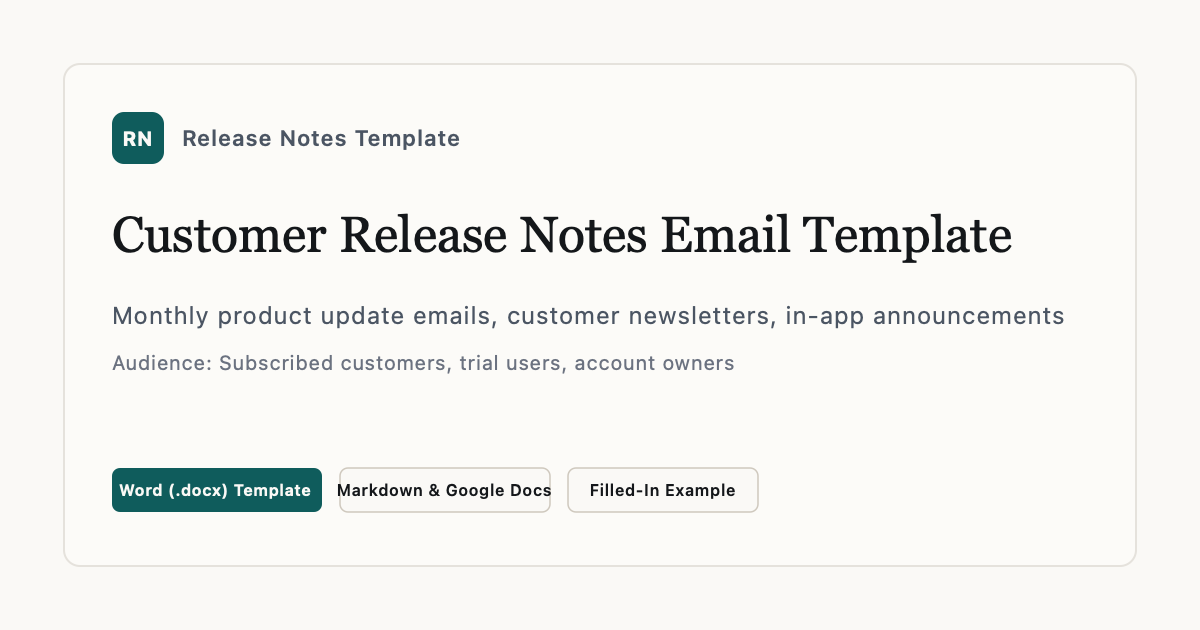 RN
Release Notes Template
Customer Release Notes Email Template
Monthly product update emails, customer newsletters, in-app announcements
Audience: Subscribed customers, trial users, account owners
Word (.docx) Template
Markdown & Google Docs
Filled-In Example